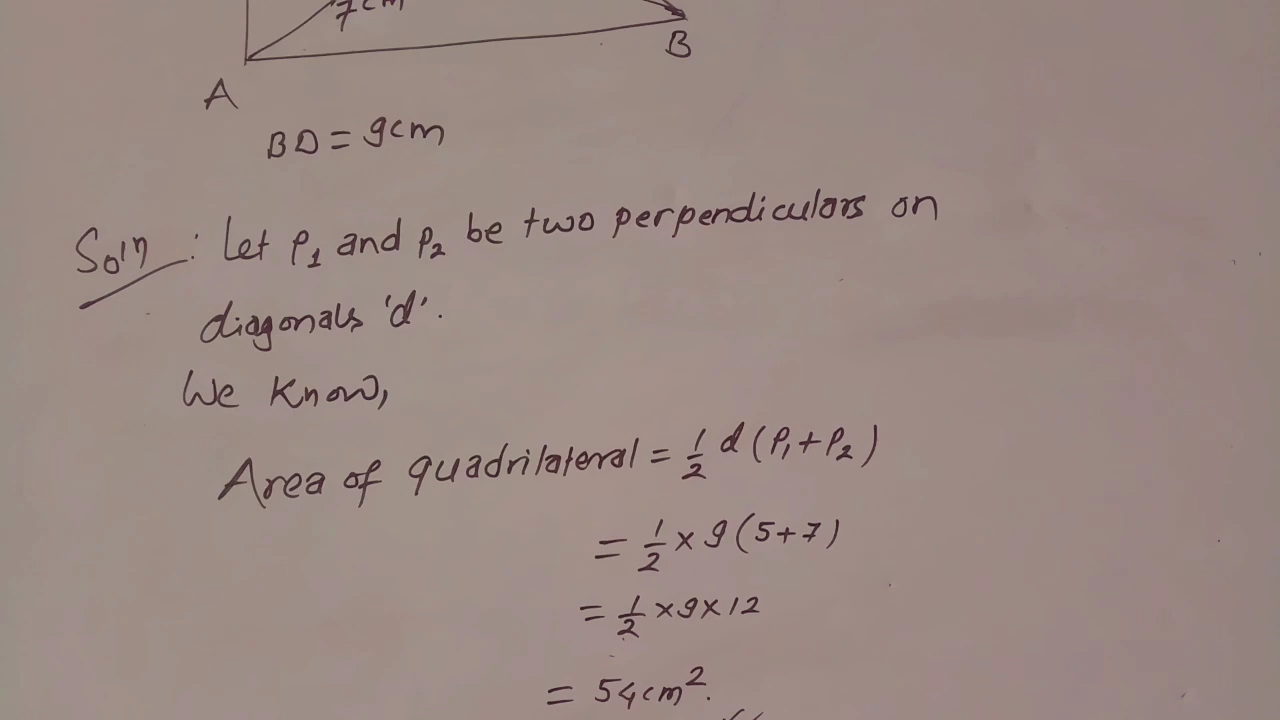 7cm
B
A
BD = 9cm
Soln : Let P1 and P2 be two perpendiculars on
diagonals 'd'.
We Know,
Area of quadrilateral = 1/2 d (P1 + P2)
= 1/2 × 9 (5+7)
= 1/2 × 9 × 12
= 54cm².